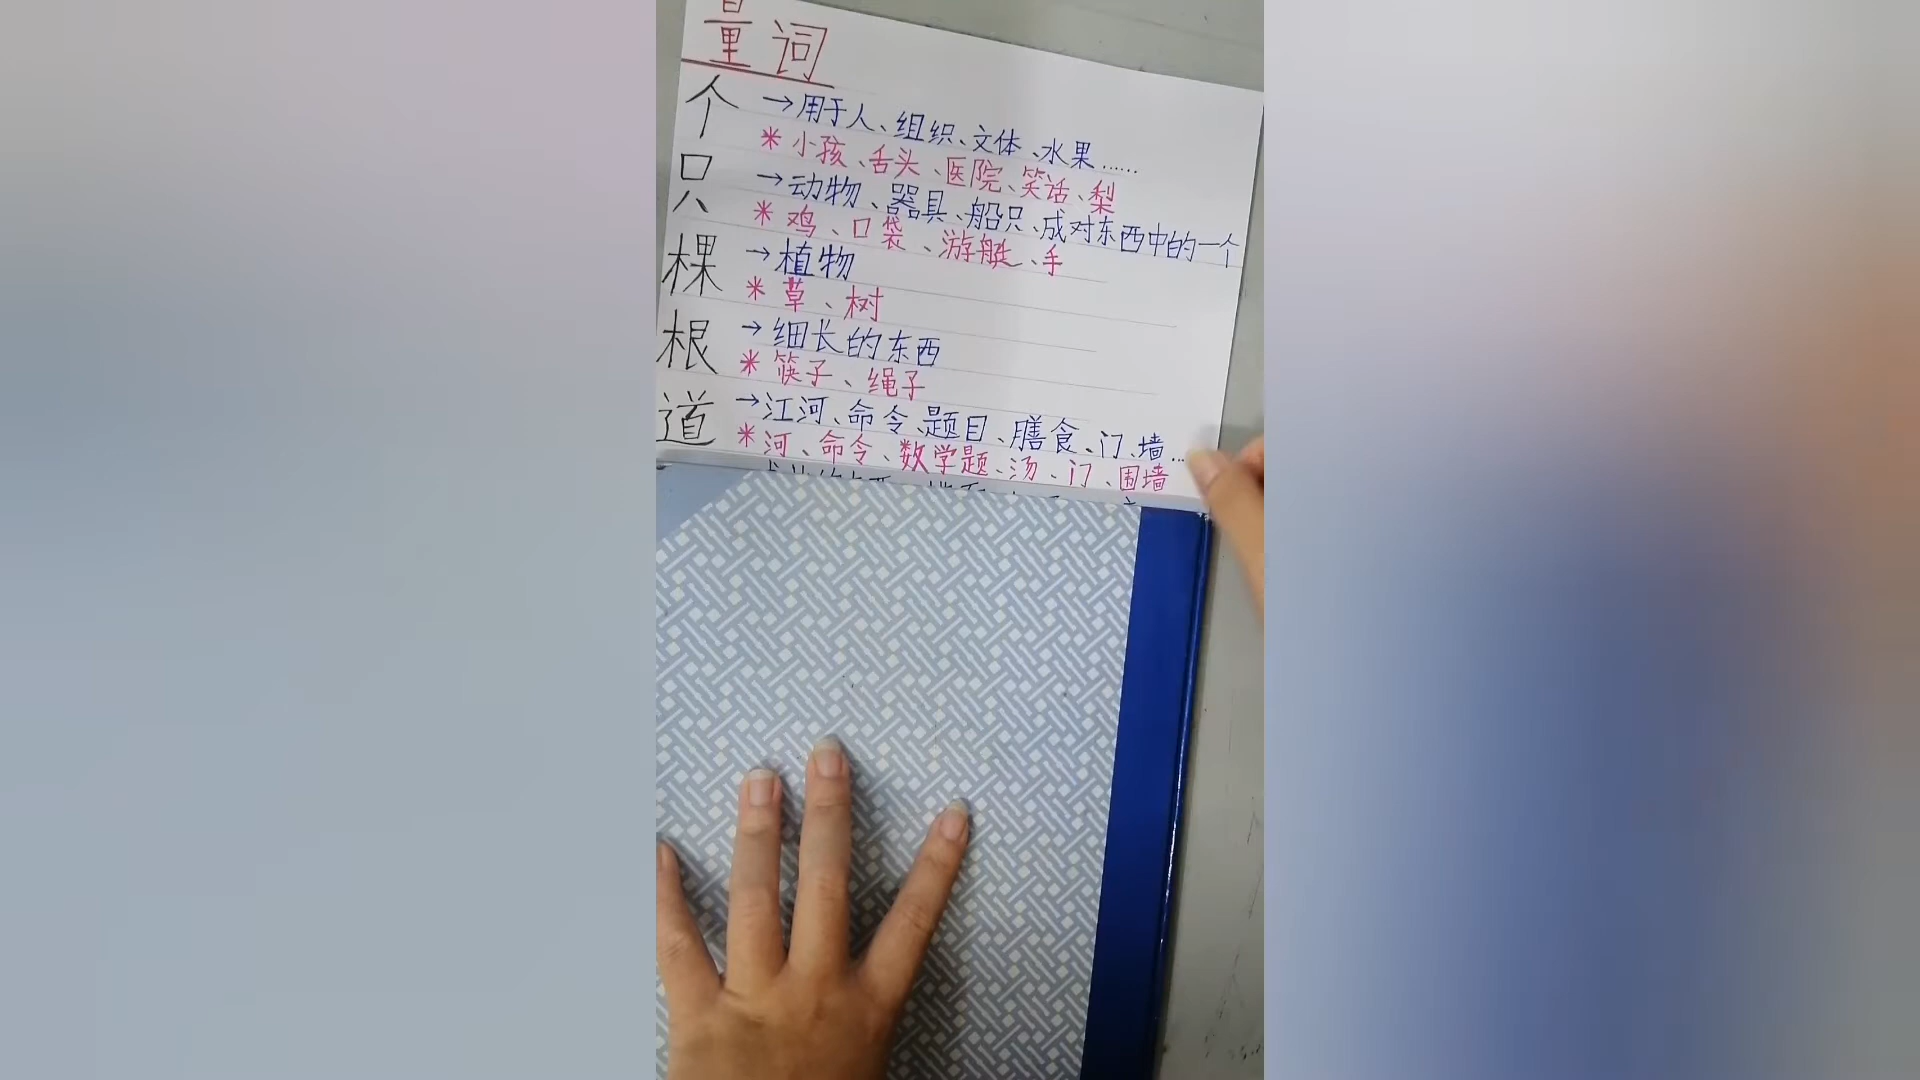 量词
个 →用于人、组织、文体、水果……
*小孩、舌头、医院、笑话、梨
只 →动物、器具、船只、成对东西中的一个
*鸡、口袋、游艇、手
棵 →植物
*草、树
根 →细长的东西
*筷子、绳子
道 →江河、命令、题目、膳食、门、墙…
*河、命令、数学题、汤、门、围墙